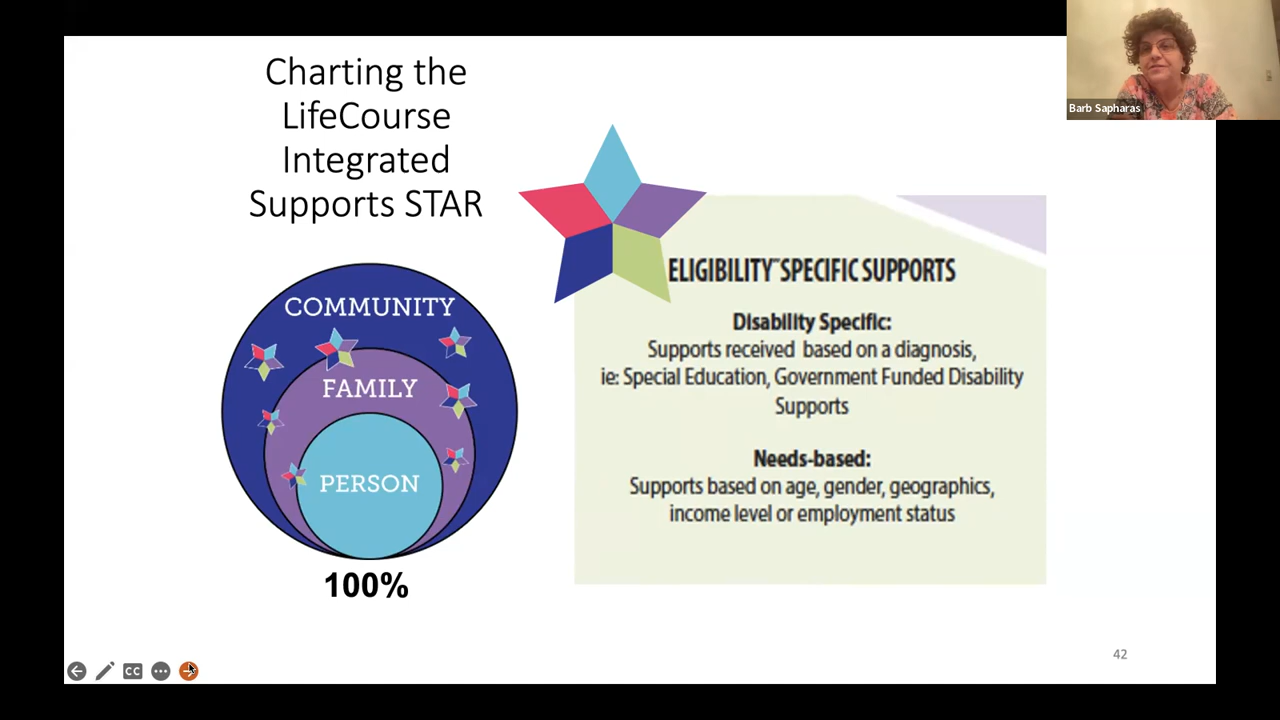 Charting the
LifeCourse
Integrated
Supports STAR
COMMUNITY
FAMILY
PERSON
100%
ELIGIBILITY SPECIFIC SUPPORTS
Disability Specific:
Supports received based on a diagnosis,
ie: Special Education, Government Funded Disability
Supports
Needs-based:
Supports based on age, gender, geographics,
income level or employment status
Barb Sapharas
CC
42